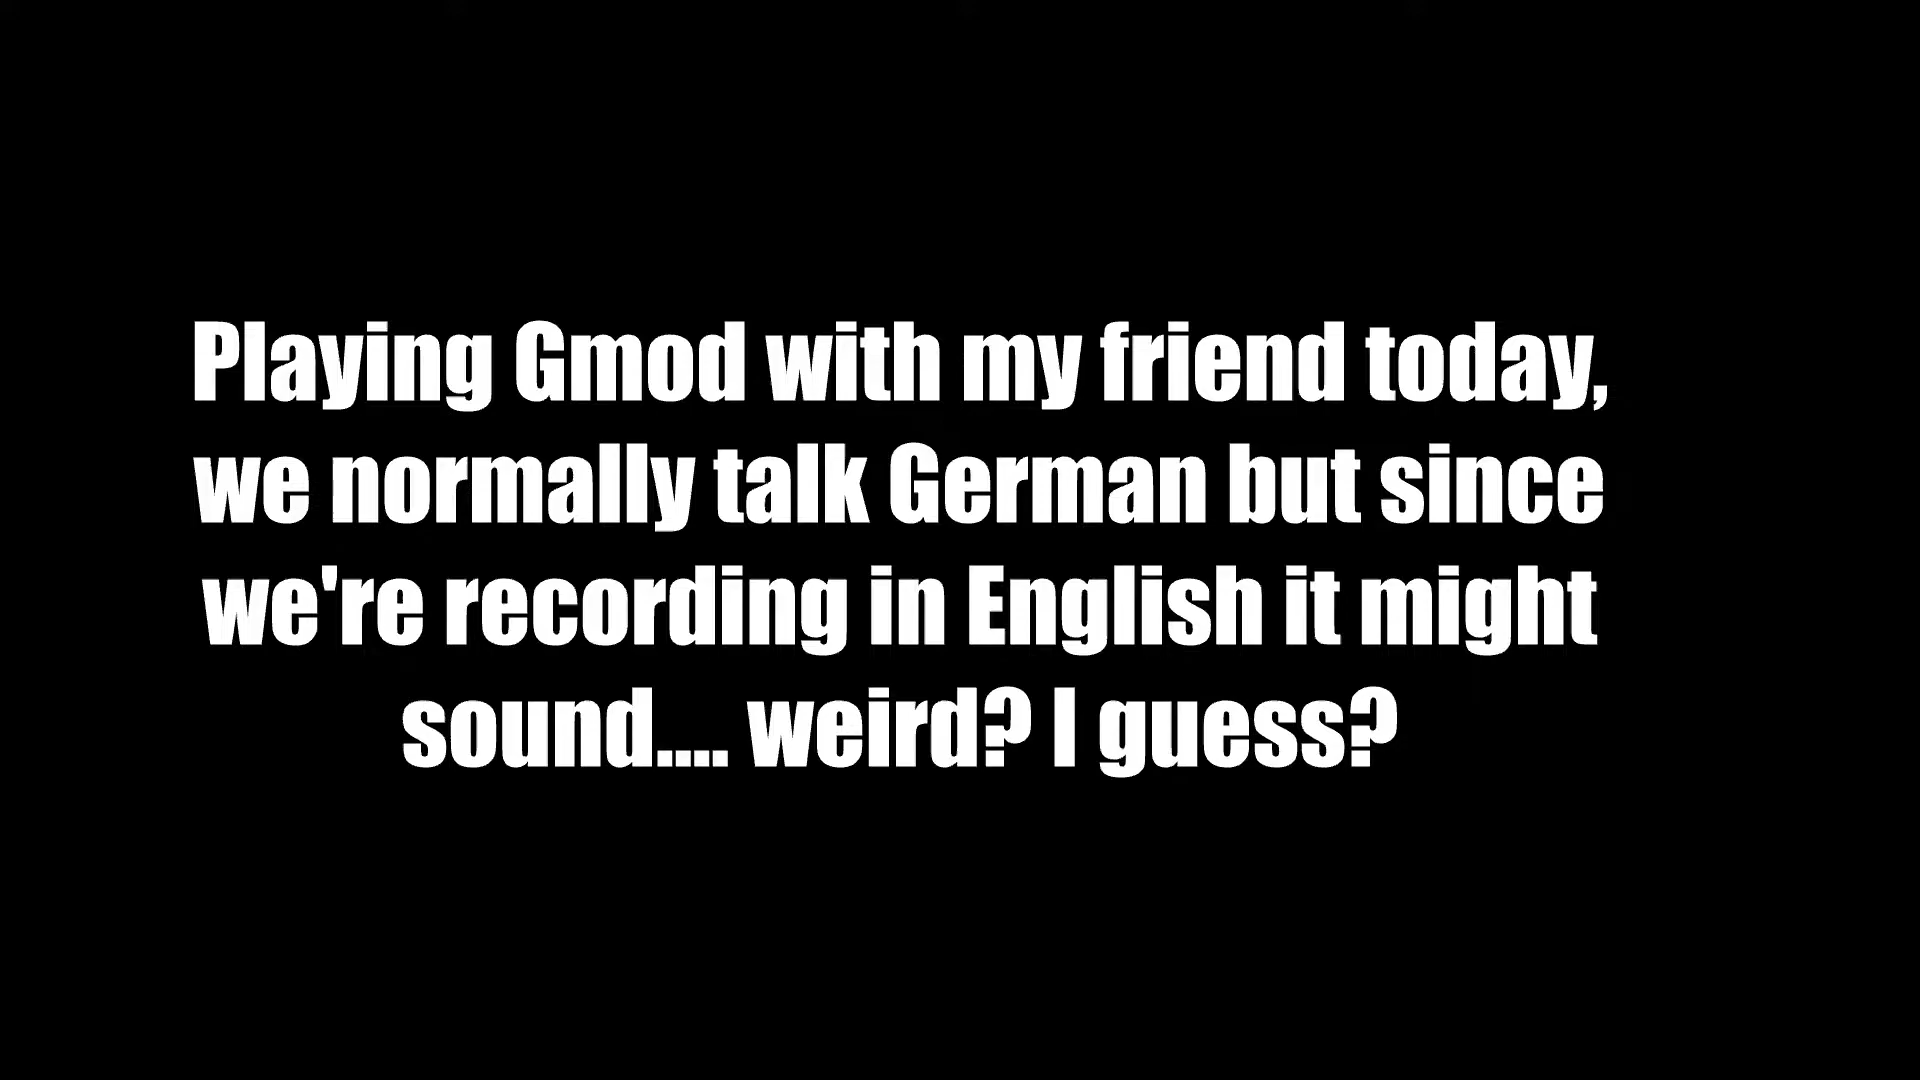 Playing Gmod with my friend today,
we normally talk German but since
we're recording in English it might
sound.... weird? I guess?